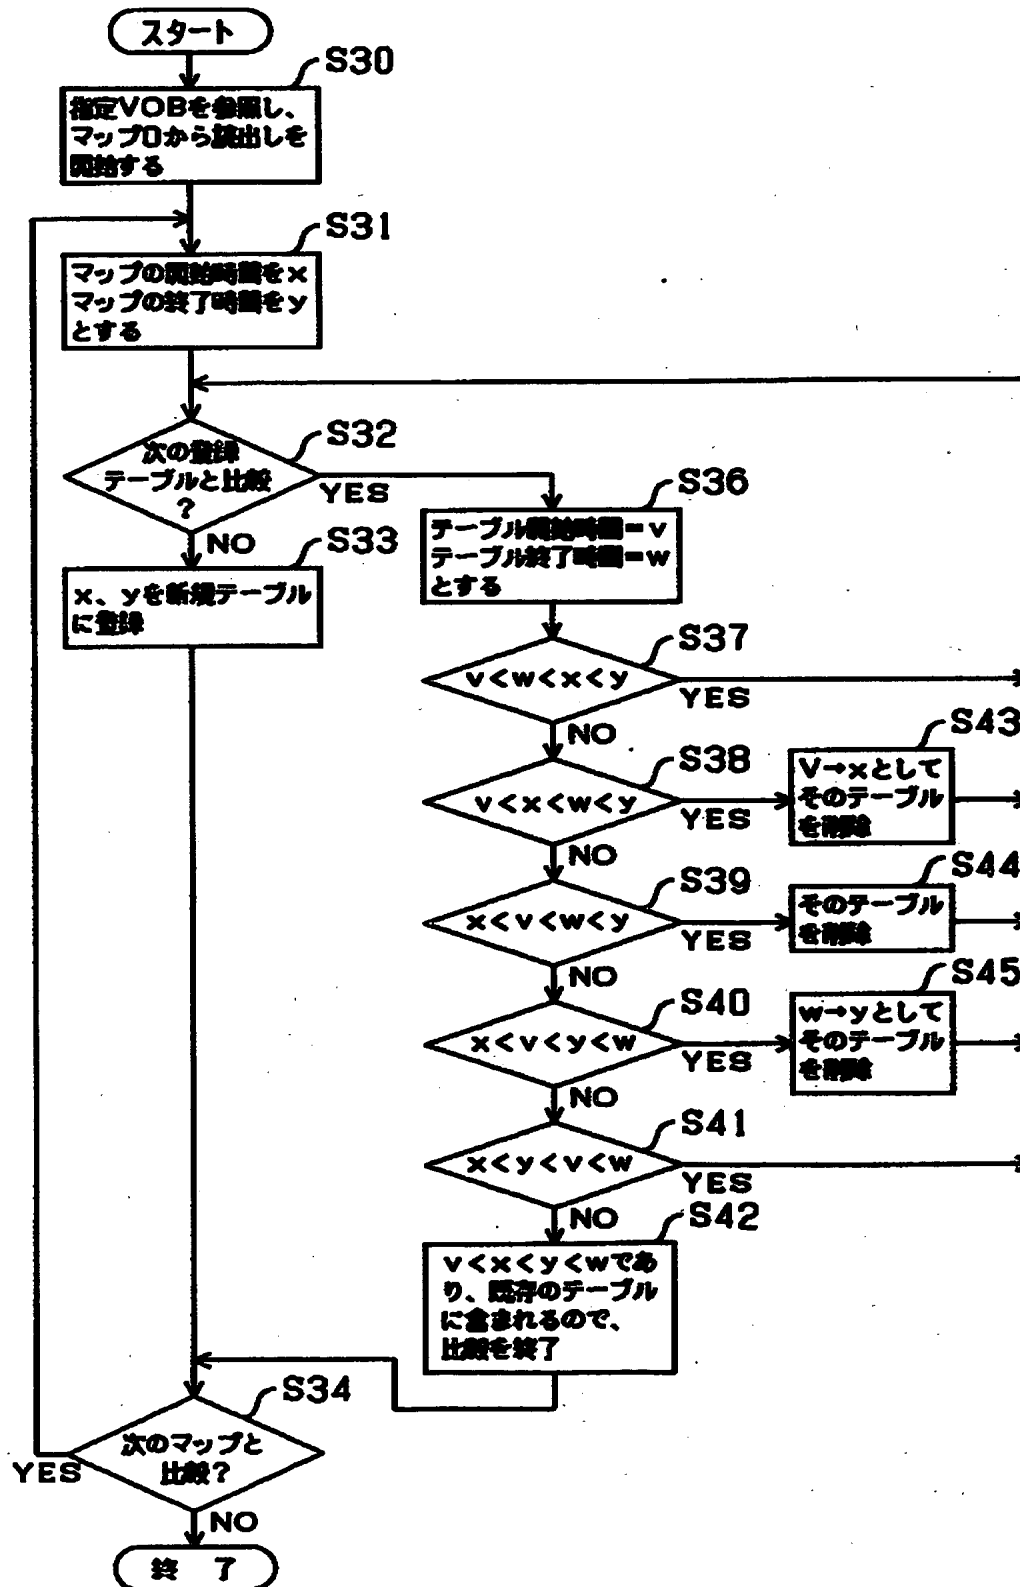 スタート
S30
指定VOBを参照し、
マップ0から読出しを
開始する
S31
マップの開始時間をx
マップの終了時間をy
とする
S32
次の登録
テーブルと比較
?
YES
NO
S33
x、yを新規テーブル
に登録
S36
テーブル開始時間=v
テーブル終了時間=w
とする
S37
v<w<x<y
YES
NO
S38
v<x<w<y
YES
NO
S43
V→xとして
そのテーブル
を削除
S39
x<v<w<y
YES
NO
S44
そのテーブル
を削除
S40
x<v<y<w
YES
NO
S45
w→yとして
そのテーブル
を削除
S41
x<y<v<w
YES
NO
S42
v<x<y<wであ
り、既存のテーブル
に含まれるので、
比較を終了
S34
次のマップと
比較?
YES
NO
終 了